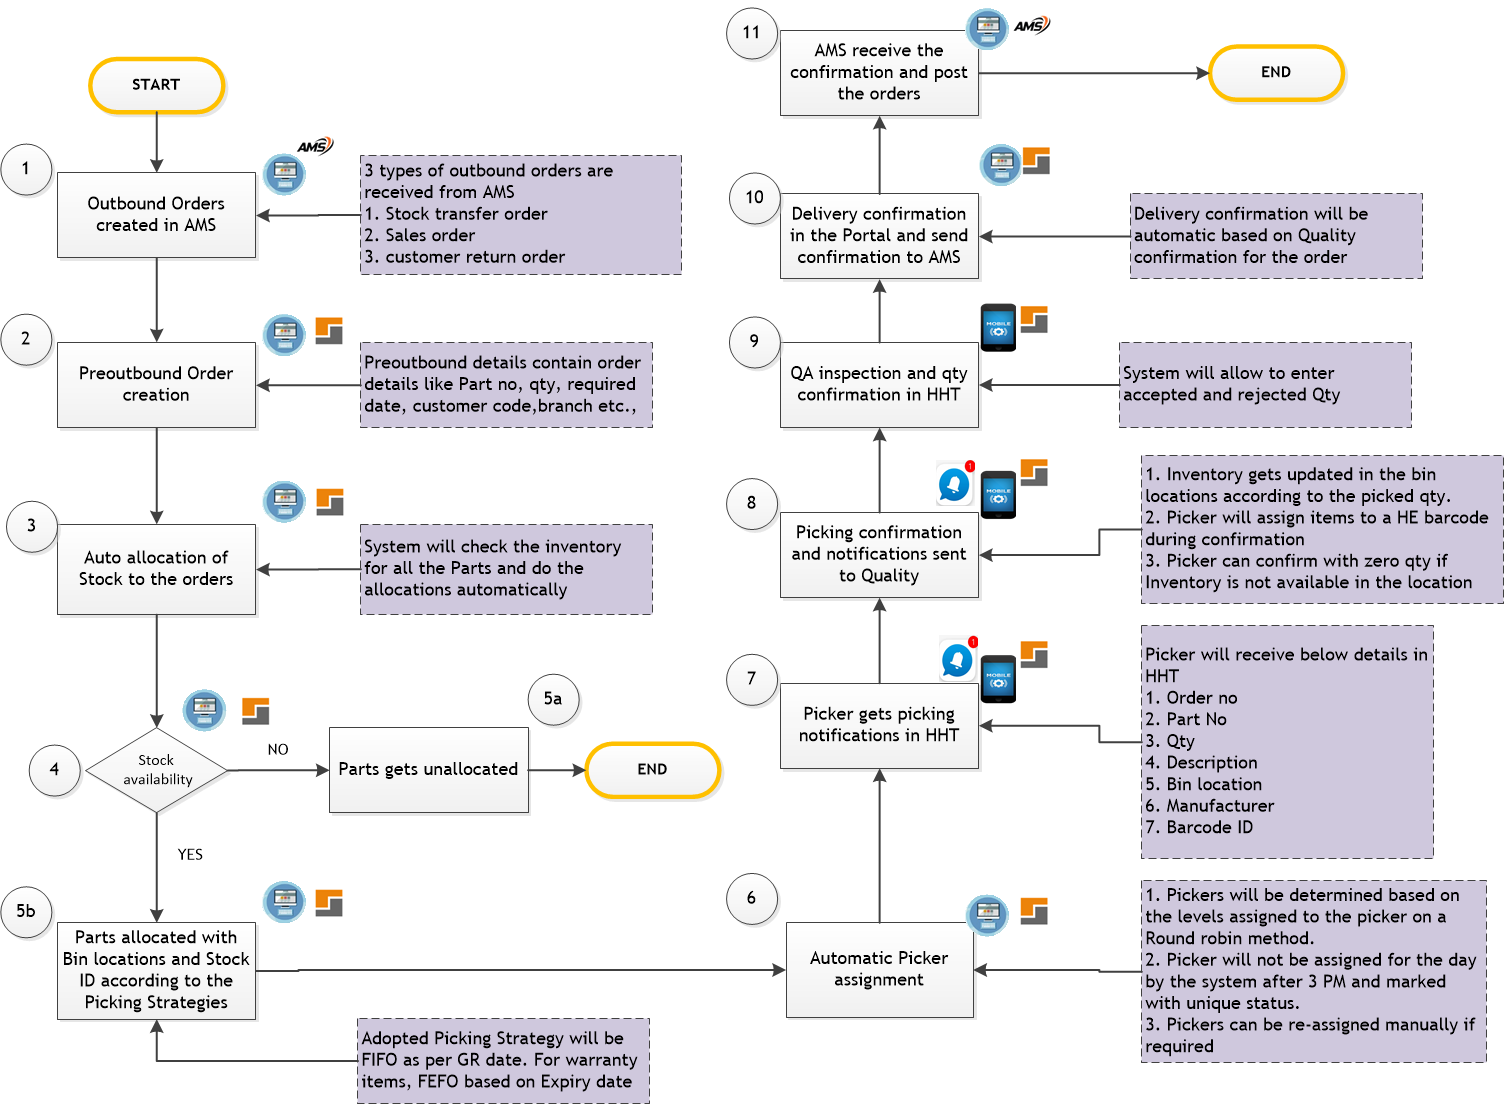 START
1
AMS
Outbound Orders
created in AMS
3 types of outbound orders are
received from AMS
1. Stock transfer order
2. Sales order
3. customer return order
2
Preoutbound Order
creation
Preoutbound details contain order
details like Part no, qty, required
date, customer code,branch etc.,
3
Auto allocation of
Stock to the orders
System will check the inventory
for all the Parts and do the
allocations automatically
4
Stock
availability
NO
5a
Parts gets unallocated
END
YES
5b
Parts allocated with
Bin locations and Stock
ID according to the
Picking Strategies
Adopted Picking Strategy will be
FIFO as per GR date. For warranty
items, FEFO based on Expiry date
6
Automatic Picker
assignment
1. Pickers will be determined based on
the levels assigned to the picker on a
Round robin method.
2. Picker will not be assigned for the day
by the system after 3 PM and marked
with unique status.
3. Pickers can be re-assigned manually if
required
7
1
MOBILE
Picker gets picking
notifications in HHT
Picker will receive below details in
HHT
1. Order no
2. Part No
3. Qty
4. Description
5. Bin location
6. Manufacturer
7. Barcode ID
8
1
MOBILE
Picking confirmation
and notifications sent
to Quality
1. Inventory gets updated in the bin
locations according to the picked qty.
2. Picker will assign items to a HE barcode
during confirmation
3. Picker can confirm with zero qty if
Inventory is not available in the location
9
MOBILE
QA inspection and qty
confirmation in HHT
System will allow to enter
accepted and rejected Qty
10
Delivery confirmation
in the Portal and send
confirmation to AMS
Delivery confirmation will be
automatic based on Quality
confirmation for the order
11
AMS
AMS receive the
confirmation and post
the orders
END